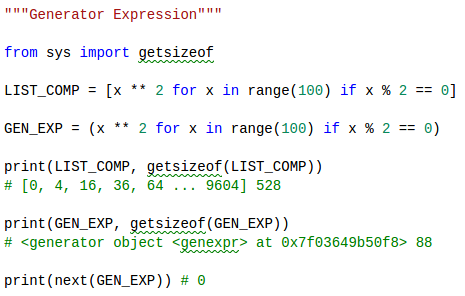 """Generator Expression"""
from sys import getsizeof
LIST_COMP = [x ** 2 for x in range(100) if x % 2 == 0]
GEN_EXP = (x ** 2 for x in range(100) if x % 2 == 0)
print(LIST_COMP, getsizeof(LIST_COMP))
# [0, 4, 16, 36, 64 ... 9604] 528
print(GEN_EXP, getsizeof(GEN_EXP))
# <generator object <genexpr> at 0x7f03649b50f8> 88
print(next(GEN_EXP)) # 0